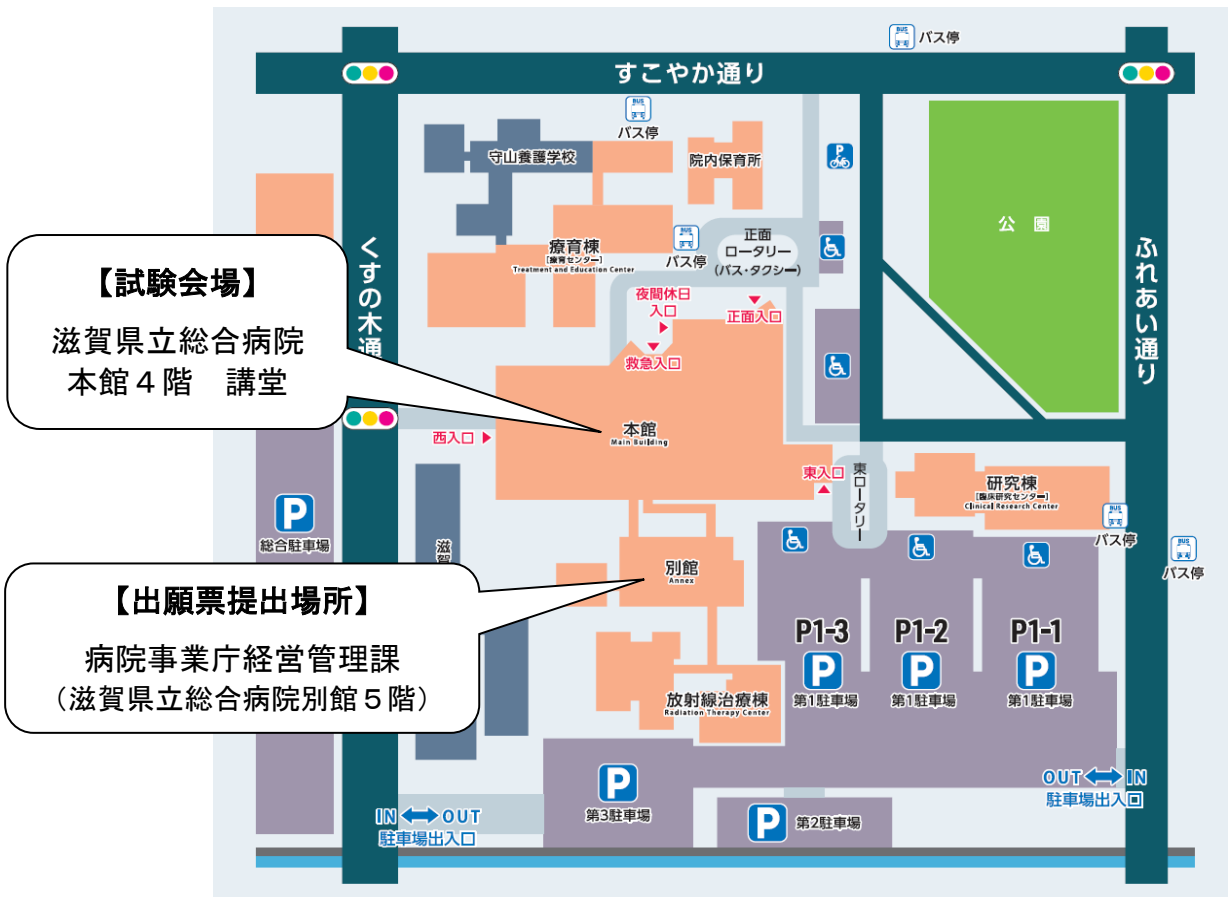 バス停
すこやか通り
バス停
守山養護学校
院内保育所
公園
正面
ロータリー
(バス・タクシー)
バス停
療育棟
[療育センター]
Treatment and Education Center
くすの木通
ふれあい通り
【試験会場】
滋賀県立総合病院
本館４階　講堂
夜間休日
入口
正面入口
救急入口
西入口
本館
Main Building
東入口
東ロータリー
研究棟
[臨床研究センター]
Clinical Research Center
バス停
バス停
P
総合駐車場
滋賀
別館
Annex
【出願票提出場所】
病院事業庁経営管理課
（滋賀県立総合病院別館５階）
P1-3
P
第1駐車場
P1-2
P
第1駐車場
P1-1
P
第1駐車場
放射線治療棟
Radiation Therapy Center
P
第3駐車場
P
第2駐車場
IN OUT
駐車場出入口
OUT IN
駐車場出入口
BUS
BUS
BUS
BUS
BUS
P